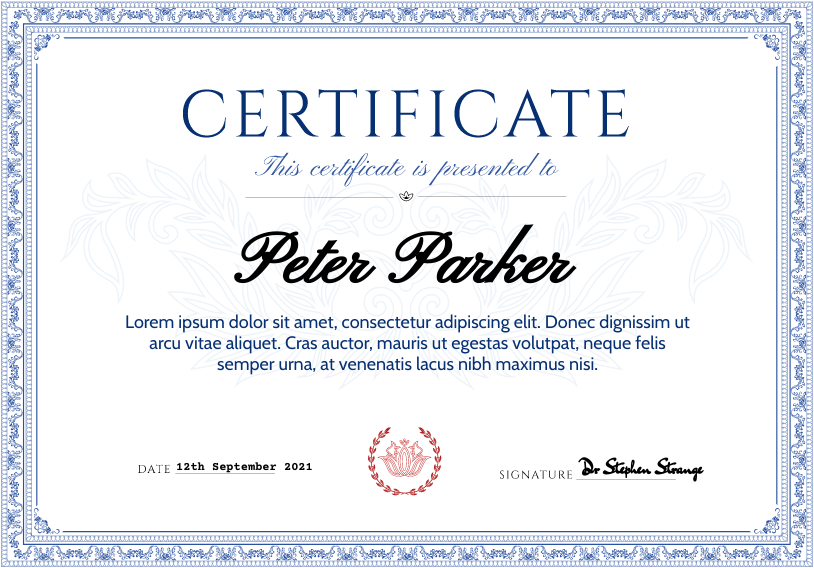 CERTIFICATE
This certificate is presented to
Peter Parker
Lorem ipsum dolor sit amet, consectetur adipiscing elit. Donec dignissim ut
arcu vitae aliquet. Cras auctor, mauris ut egestas volutpat, neque felis
semper urna, at venenatis lacus nibh maximus nisi.
DATE 12th September 2021
SIGNATURE Dr Stephen Strange